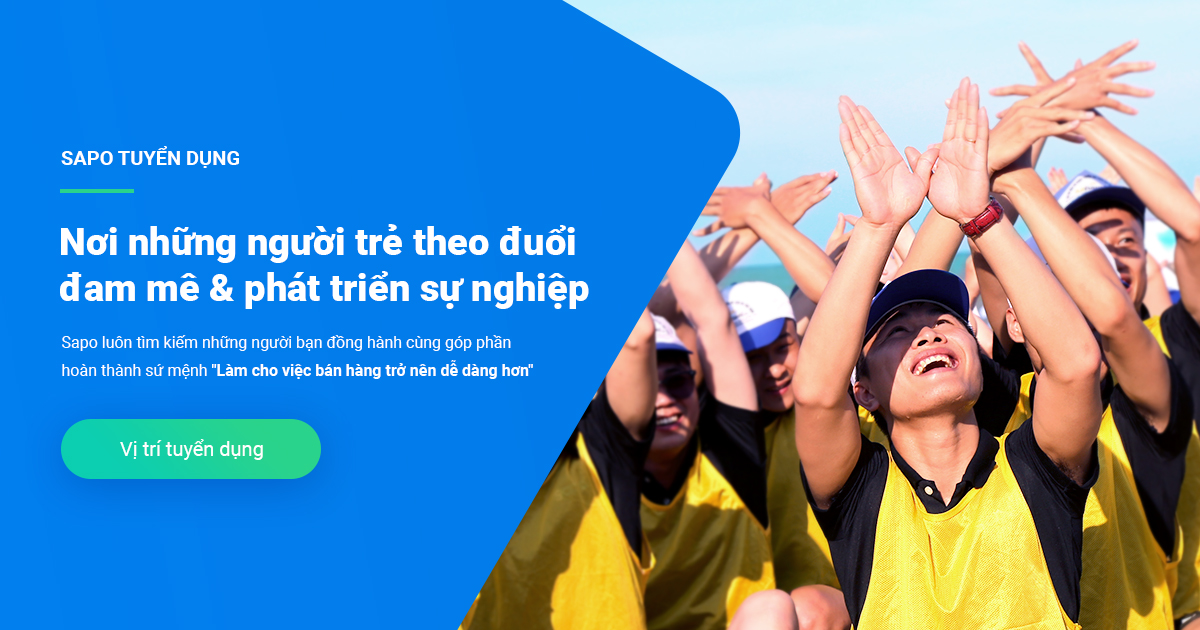 SAPO TUYỂN DỤNG
Nơi những người trẻ theo đuổi
đam mê & phát triển sự nghiệp
Sapo luôn tìm kiếm những người bạn đồng hành cùng góp phần
hoàn thành sứ mệnh "Làm cho việc bán hàng trở nên dễ dàng hơn"
Vị trí tuyển dụng